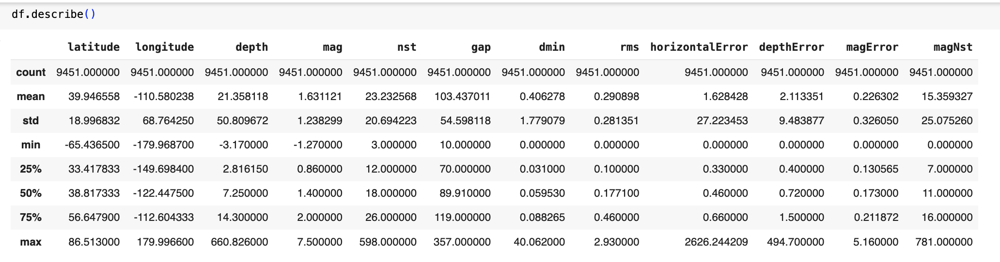 df.describe()
latitude longitude depth mag nst gap dmin rms horizontalError depthError magError magNst
count 9451.000000 9451.000000 9451.000000 9451.000000 9451.000000 9451.000000 9451.000000 9451.000000 9451.000000 9451.000000 9451.000000 9451.000000
mean 39.946558 -110.580238 21.358118 1.631121 23.232568 103.437011 0.406278 0.290898 1.628428 2.113351 0.226302 15.359327
std 18.996832 68.764250 50.809672 1.238299 20.694223 54.598118 1.779079 0.281351 27.223453 9.483877 0.326050 25.075260
min -65.436500 -179.968700 -3.170000 -1.270000 3.000000 10.000000 0.000000 0.000000 0.000000 0.000000 0.000000 0.000000
25% 33.417833 -149.698400 2.816150 0.860000 12.000000 70.000000 0.031000 0.100000 0.330000 0.400000 0.130565 7.000000
50% 38.817333 -122.447500 7.250000 1.400000 18.000000 89.910000 0.059530 0.177100 0.460000 0.720000 0.173000 11.000000
75% 56.647900 -112.604333 14.300000 2.000000 26.000000 119.000000 0.088265 0.460000 0.660000 1.500000 0.211872 16.000000
max 86.513000 179.996600 660.826000 7.500000 598.000000 357.000000 40.062000 2.930000 2626.244209 494.700000 5.160000 781.000000